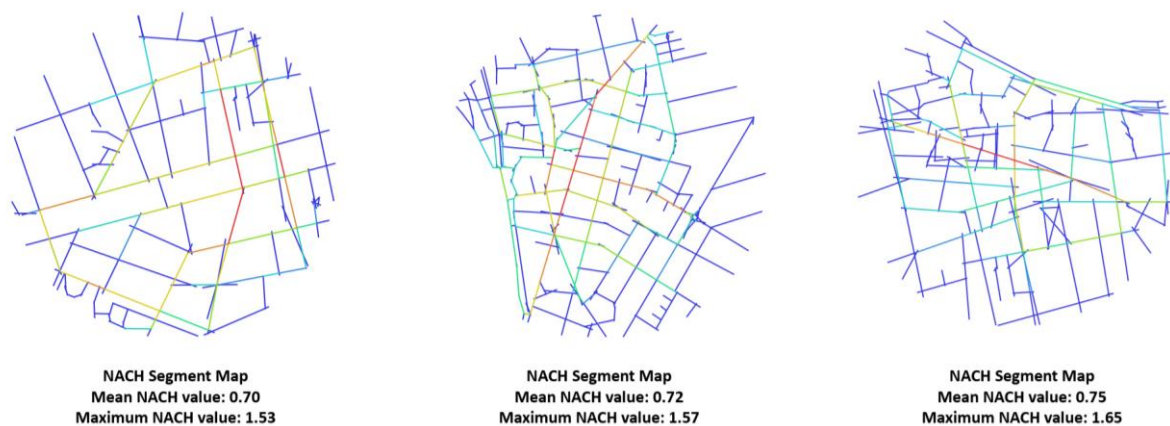 NACH Segment Map
Mean NACH value: 0.70
Maximum NACH value: 1.53
NACH Segment Map
Mean NACH value: 0.72
Maximum NACH value: 1.57
NACH Segment Map
Mean NACH value: 0.75
Maximum NACH value: 1.65